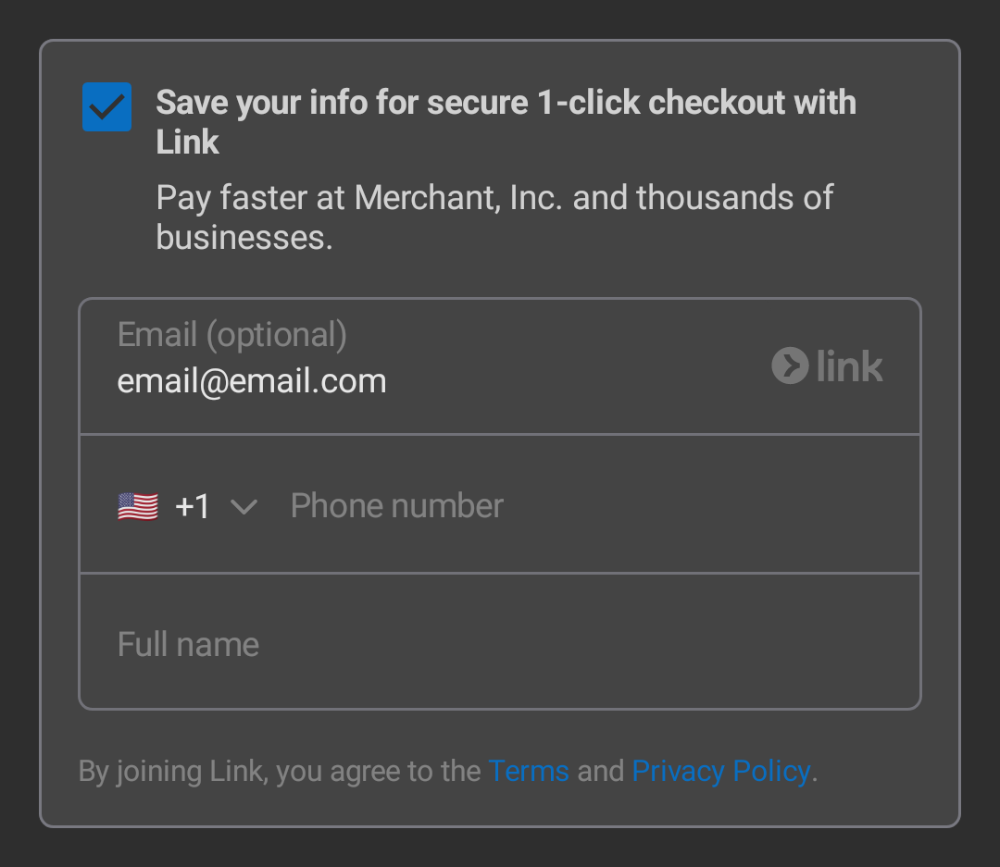 Save your info for secure 1-click checkout with
Link
Pay faster at Merchant, Inc. and thousands of
businesses.
Email (optional)
email@email.com
link
+1 Phone number
Full name
By joining Link, you agree to the Terms and Privacy Policy.